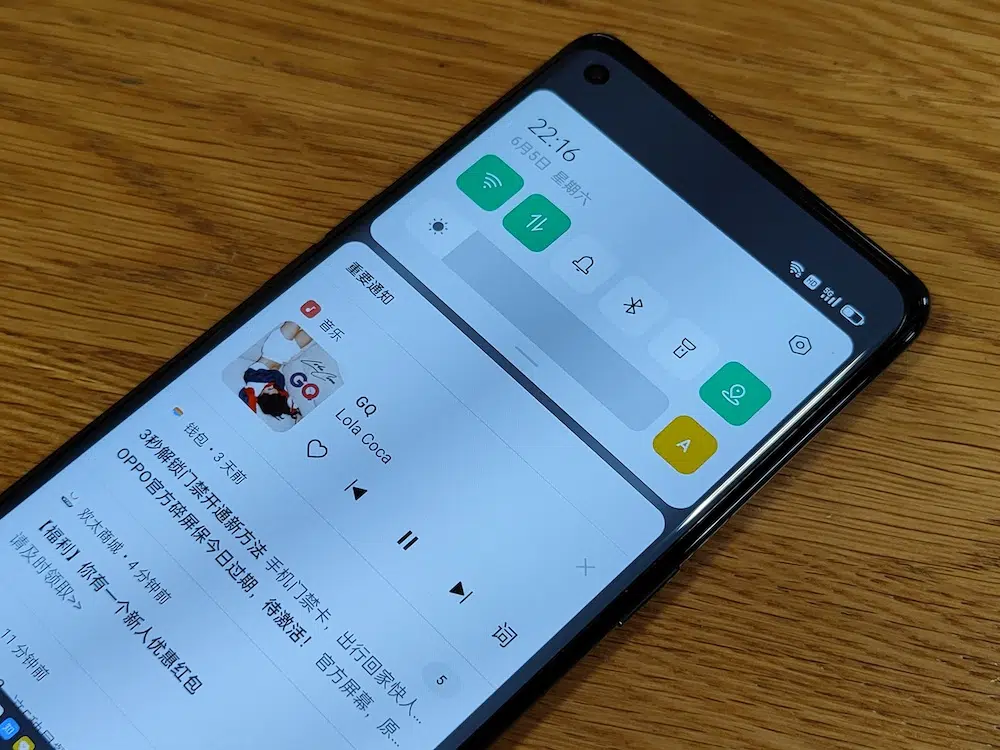 22:16
6月5日 星期六
HD
5G
A
重要通知
音乐
GQ
GQ
Lola Coca
词
钱包·3 天前
3秒解锁门禁开通新方法 手机门禁卡，出行回家快人...
OPPO官方碎屏保今日过期，待激活！ 官方屏幕，原...
5
欢太商城·4 分钟前
【福利】你有一个新人优惠红包
请及时领取>>
11 分钟前